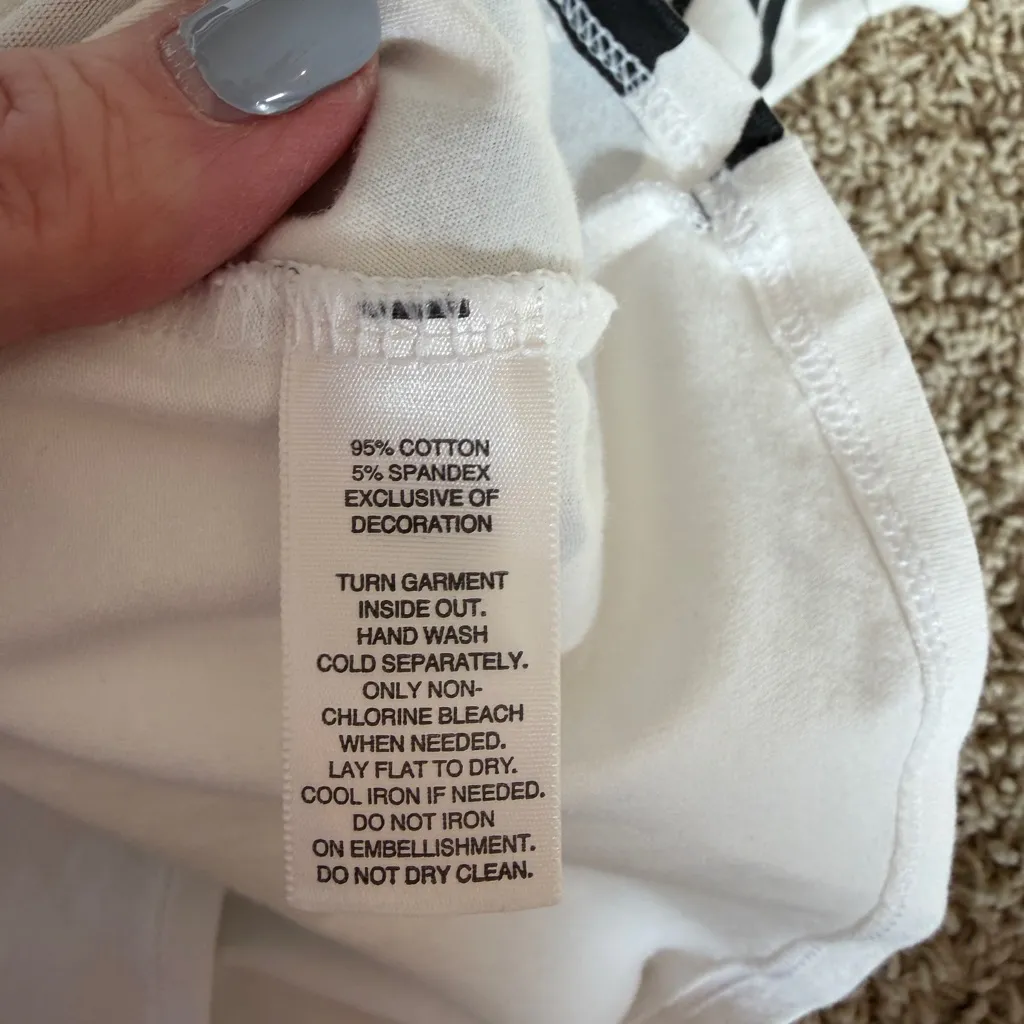 95% COTTON
5% SPANDEX
EXCLUSIVE OF
DECORATION
TURN GARMENT
INSIDE OUT.
HAND WASH
COLD SEPARATELY.
ONLY NON-
CHLORINE BLEACH
WHEN NEEDED.
LAY FLAT TO DRY.
COOL IRON IF NEEDED.
DO NOT IRON
ON EMBELLISHMENT.
DO NOT DRY CLEAN.